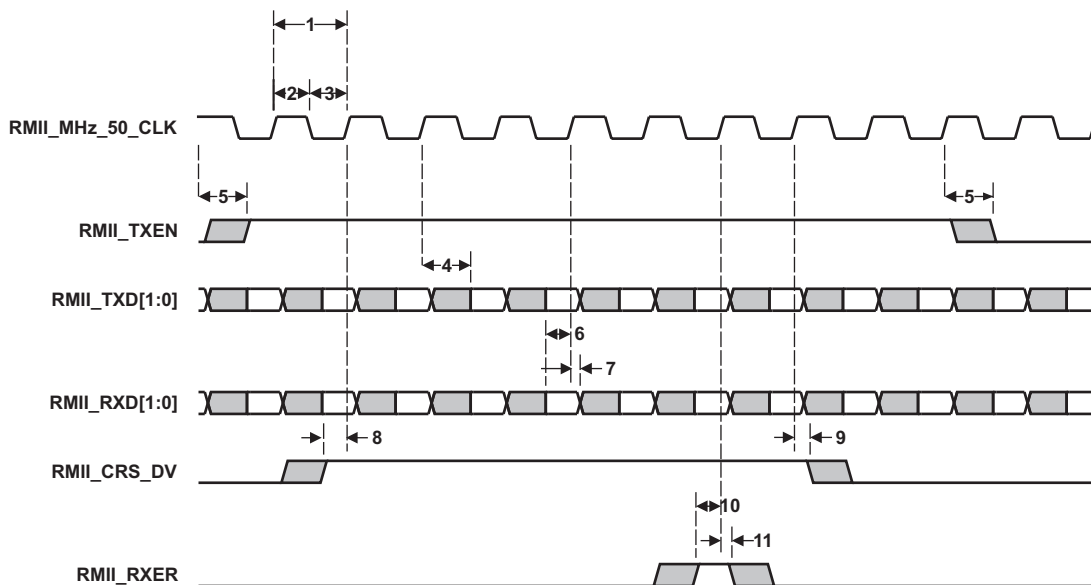 1
2
3
RMII_MHz_50_CLK
5
5
RMII_TXEN
4
RMII_TXD[1:0]
6
7
RMII_RXD[1:0]
8
9
RMII_CRS_DV
10
11
RMII_RXER